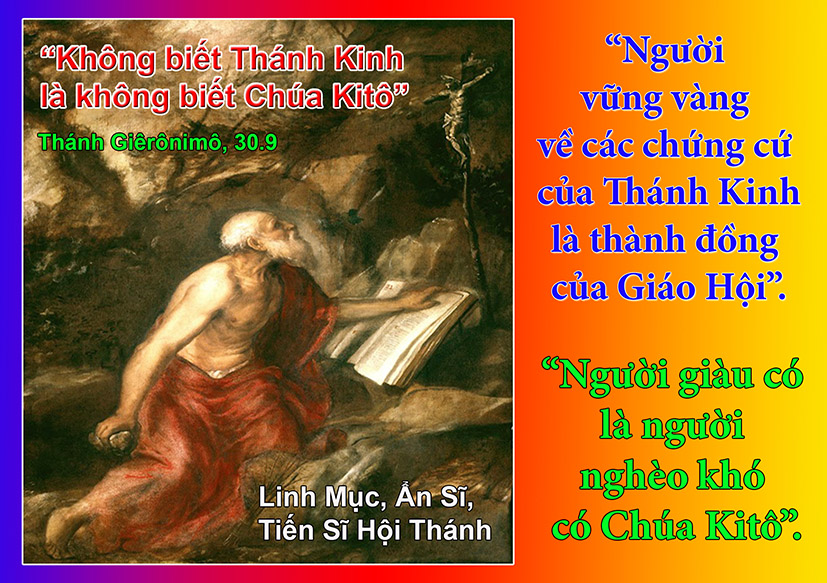 “Không biết Thánh Kinh
là không biết Chúa Kitô”
Thánh Giêrônimô, 30.9
Linh Mục, Ẩn Sĩ,
Tiến Sĩ Hội Thánh
“Người
vững vàng
về các chứng cứ
của Thánh Kinh
là thành đồng
của Giáo Hội”.
“Người giàu có
là người
nghèo khó
có Chúa Kitô”.